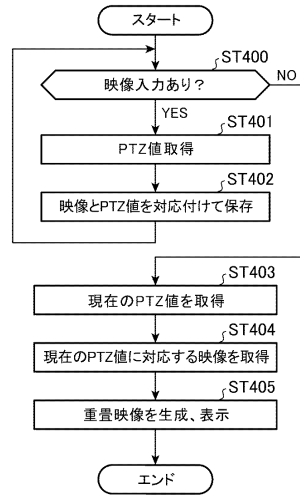 スタート
ST400
映像入力あり？
NO
YES
ST401
PTZ値取得
ST402
映像とPTZ値を対応付けて保存
ST403
現在のPTZ値を取得
ST404
現在のPTZ値に対応する映像を取得
ST405
重畳映像を生成、表示
エンド